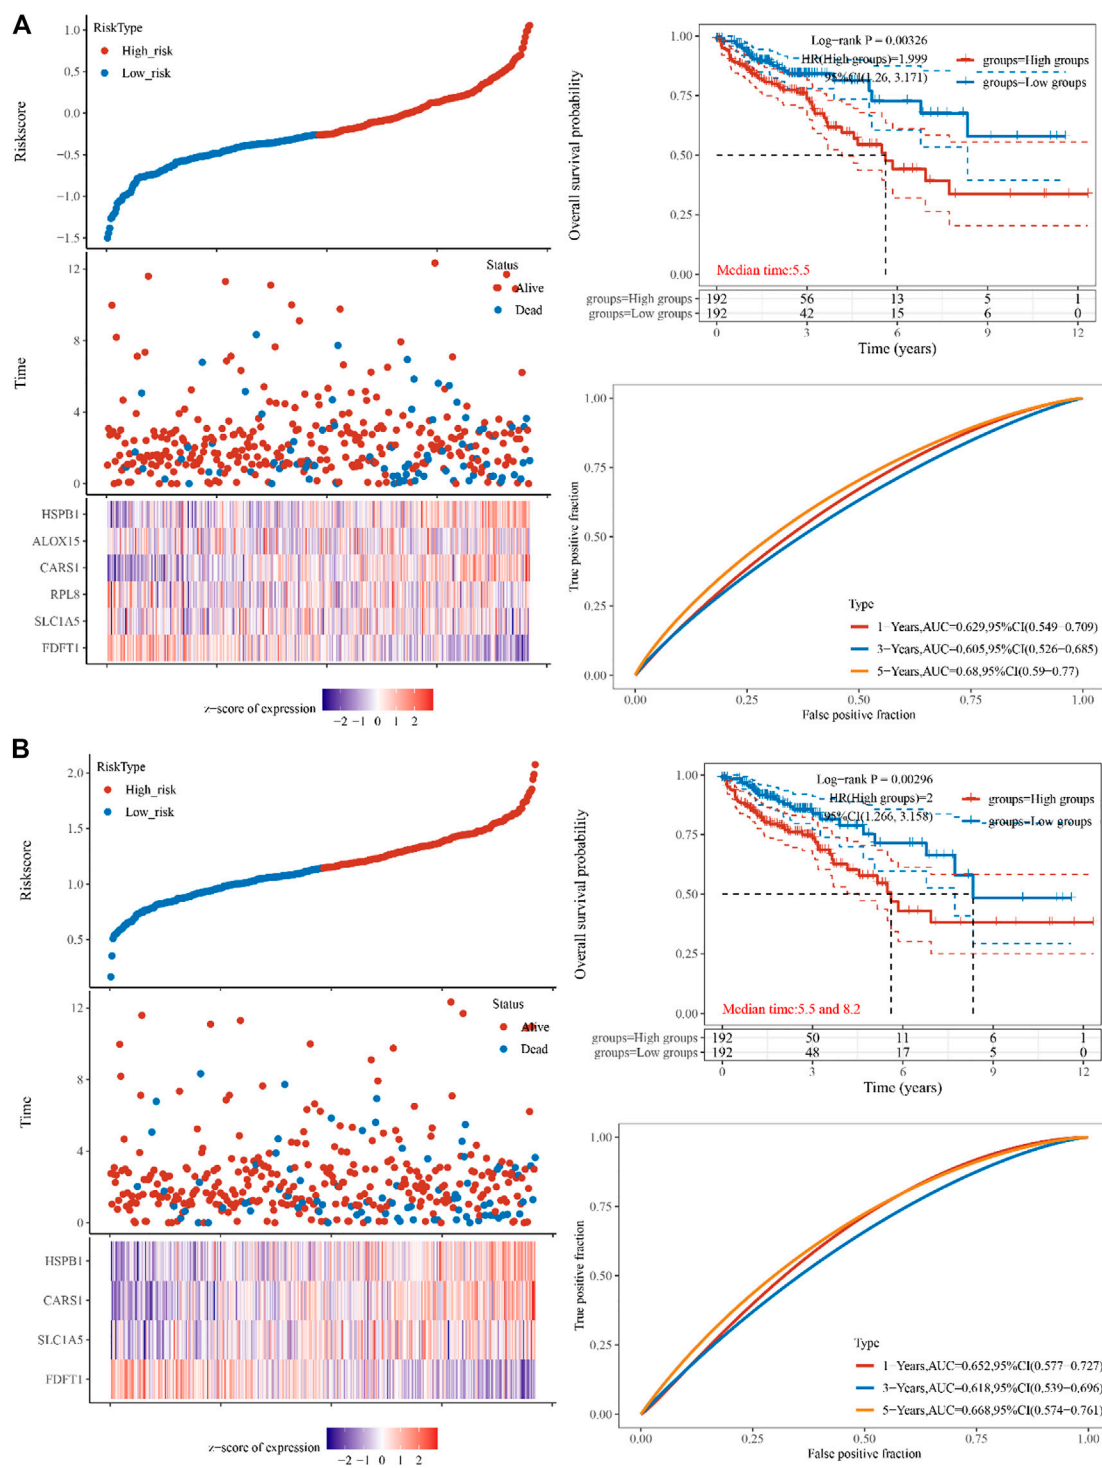 A
RiskType
High_risk
Low_risk
Riskscore
1.0
0.5
0.0
−0.5
−1.0
−1.5
Status
Alive
Dead
Time
12
8
4
0
HSPB1
ALOX15
CARS1
RPL8
SLC1A5
FDFT1
z−score of expression
−2 −1 0 1 2
Log−rank P = 0.00326
HR(High groups)=1.999
95%CI(1.26, 3.171)
groups=High groups
groups=Low groups
Overall survival probability
1.00
0.75
0.50
0.25
0.00
Median time:5.5
groups=High groups 192 56 13 5 1
groups=Low groups 192 42 15 6 0
0 3 6 9 12
Time (years)
True positive fraction
1.00
0.75
0.50
0.25
0.00
Type
1−Years,AUC=0.629,95%CI(0.549−0.709)
3−Years,AUC=0.605,95%CI(0.526−0.685)
5−Years,AUC=0.68,95%CI(0.59−0.77)
0.00 0.25 0.50 0.75 1.00
False positive fraction
B
RiskType
High_risk
Low_risk
Riskscore
2.0
1.5
1.0
0.5
Status
Alive
Dead
Time
12
8
4
0
HSPB1
CARS1
SLC1A5
FDFT1
z−score of expression
−2 −1 0 1 2
Log−rank P = 0.00296
HR(High groups)=2
95%CI(1.266, 3.158)
groups=High groups
groups=Low groups
Overall survival probability
1.00
0.75
0.50
0.25
0.00
Median time:5.5 and 8.2
groups=High groups 192 50 11 6 1
groups=Low groups 192 48 17 5 0
0 3 6 9 12
Time (years)
True positive fraction
1.00
0.75
0.50
0.25
0.00
Type
1−Years,AUC=0.652,95%CI(0.577−0.727)
3−Years,AUC=0.618,95%CI(0.539−0.696)
5−Years,AUC=0.668,95%CI(0.574−0.761)
0.00 0.25 0.50 0.75 1.00
False positive fraction